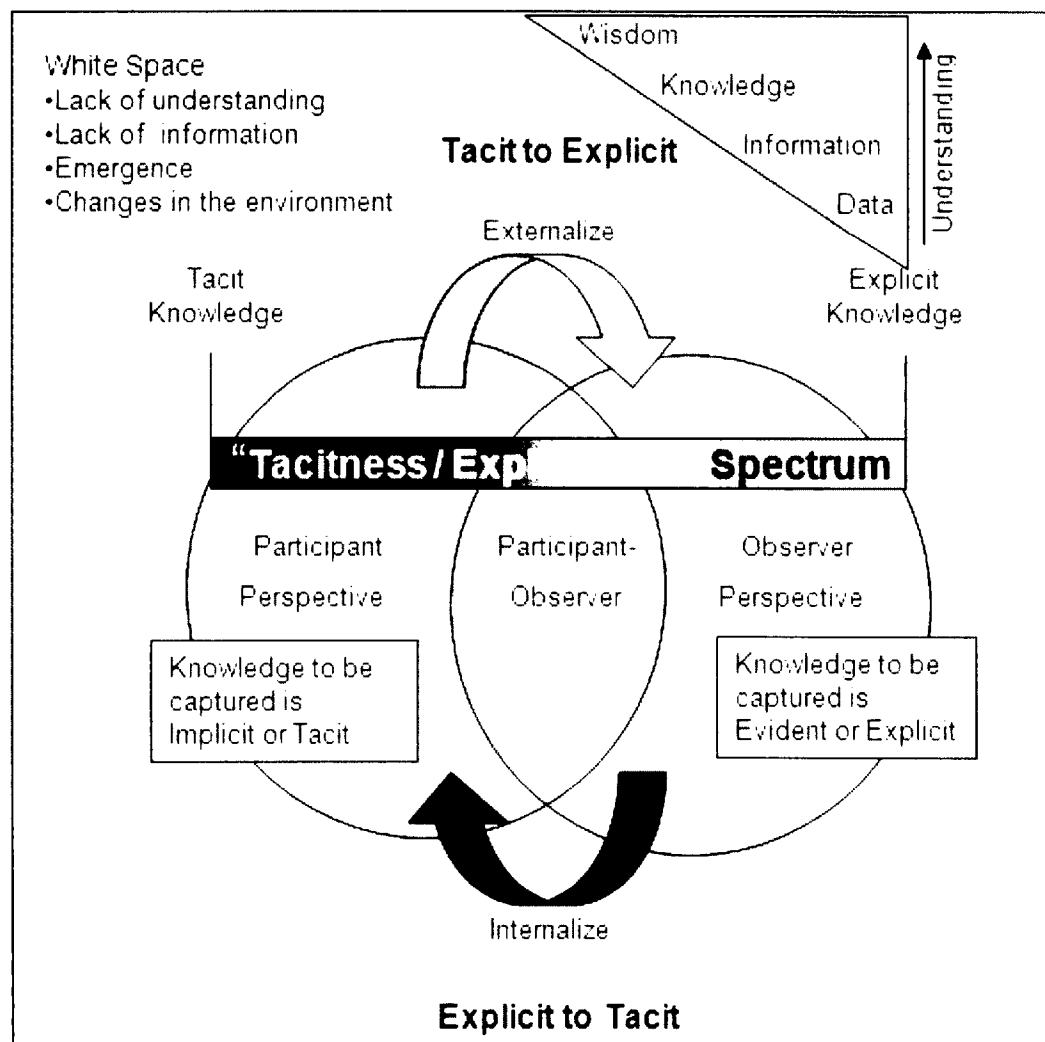 White Space
•Lack of understanding
•Lack of information
•Emergence
•Changes in the environment
Wisdom
Knowledge
Information
Data
Understanding
Tacit to Explicit
Externalize
Tacit
Knowledge
Explicit
Knowledge
“Tacitness / Exp Spectrum
Participant
Perspective
Participant-
Observer
Observer
Perspective
Knowledge to be
captured is
Implicit or Tacit
Knowledge to be
captured is
Evident or Explicit
Internalize
Explicit to Tacit